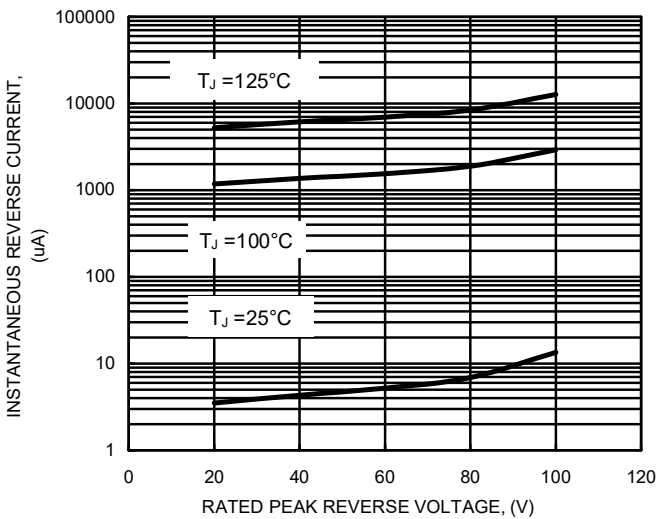 INSTANTANEOUS REVERSE CURRENT,
(uA)
100000
10000
1000
100
10
1
TJ =125°C
TJ =100°C
TJ =25°C
0 20 40 60 80 100 120
RATED PEAK REVERSE VOLTAGE, (V)